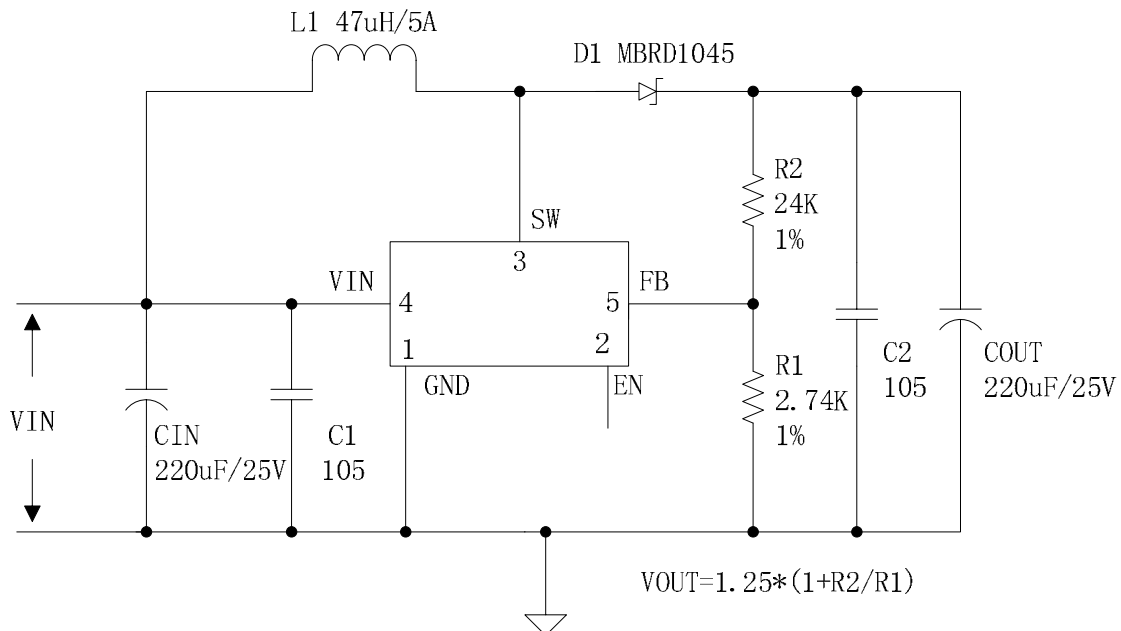 L1 47uH/5A
D1 MBRD1045
R2
24K
1%
SW
3
VIN
FB
4
5
1
2
GND
EN
VIN
CIN
220uF/25V
C1
105
R1
2.74K
1%
C2
105
COUT
220uF/25V
VOUT=1.25*(1+R2/R1)